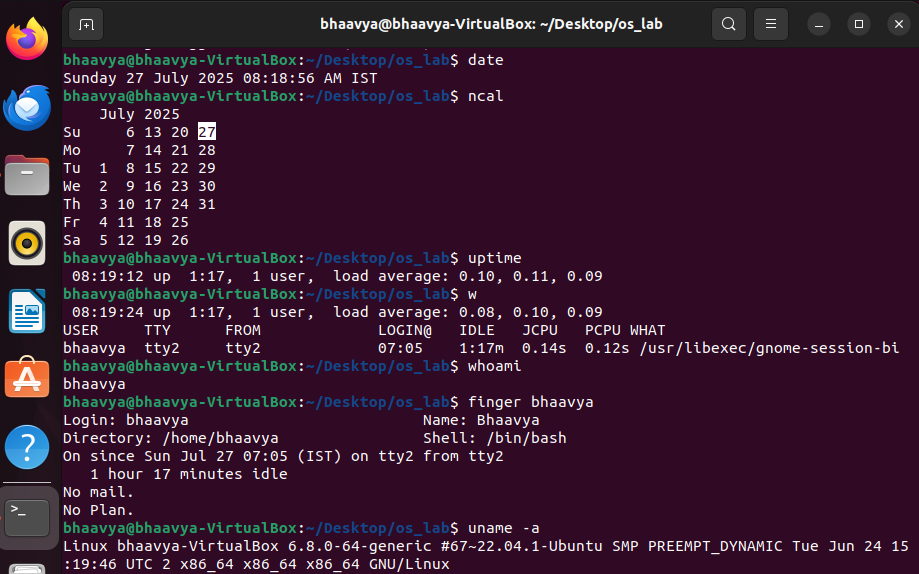 bhaavya@bhaavya-VirtualBox: ~/Desktop/os_lab
bhaavya@bhaavya-VirtualBox:~/Desktop/os_lab$ date
Sunday 27 July 2025 08:18:56 AM IST
bhaavya@bhaavya-VirtualBox:~/Desktop/os_lab$ ncal
    July 2025
Su     6 13 20 27
Mo     7 14 21 28
Tu  1  8 15 22 29
We  2  9 16 23 30
Th  3 10 17 24 31
Fr  4 11 18 25
Sa  5 12 19 26
bhaavya@bhaavya-VirtualBox:~/Desktop/os_lab$ uptime
 08:19:12 up  1:17,  1 user,  load average: 0.10, 0.11, 0.09
bhaavya@bhaavya-VirtualBox:~/Desktop/os_lab$ w
 08:19:24 up  1:17,  1 user,  load average: 0.08, 0.10, 0.09
USER     TTY      FROM             LOGIN@   IDLE   JCPU   PCPU WHAT
bhaavya  tty2     tty2             07:05    1:17m  0.14s  0.12s /usr/libexec/gnome-session-bi
bhaavya@bhaavya-VirtualBox:~/Desktop/os_lab$ whoami
bhaavya
bhaavya@bhaavya-VirtualBox:~/Desktop/os_lab$ finger bhaavya
Login: bhaavya                          Name: Bhaavya
Directory: /home/bhaavya                Shell: /bin/bash
On since Sun Jul 27 07:05 (IST) on tty2 from tty2
   1 hour 17 minutes idle
No mail.
No Plan.
bhaavya@bhaavya-VirtualBox:~/Desktop/os_lab$ uname -a
Linux bhaavya-VirtualBox 6.8.0-64-generic #67~22.04.1-Ubuntu SMP PREEMPT_DYNAMIC Tue Jun 24 15
:19:46 UTC 2 x86_64 x86_64 x86_64 GNU/Linux